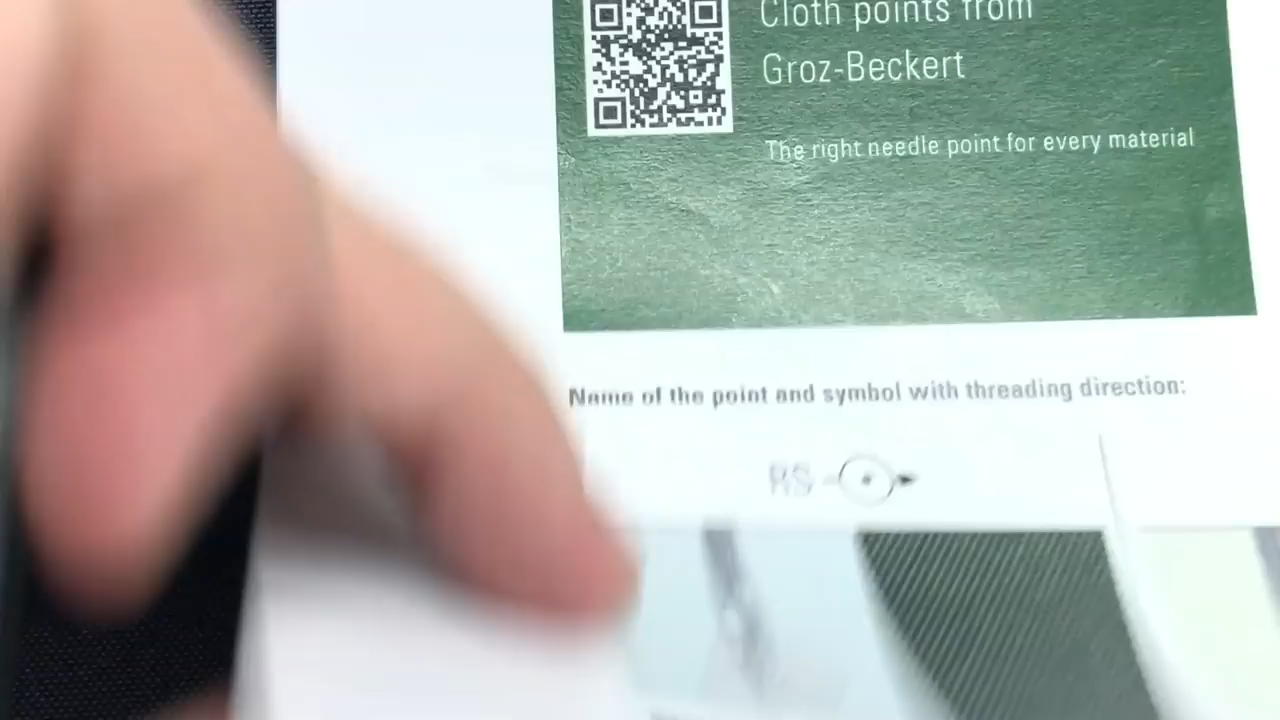 Cloth points from
Groz-Beckert
The right needle point for every material
Name of the point and symbol with threading direction:
RS